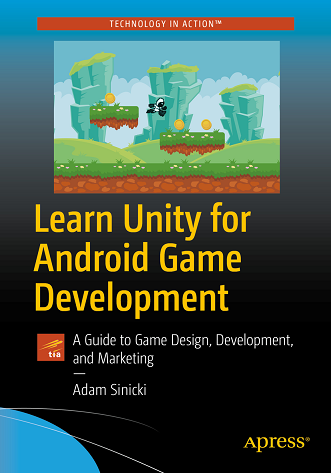 TECHNOLOGY IN ACTION™
Learn Unity for
Android Game
Development
tia
A Guide to Game Design, Development,
and Marketing
—
Adam Sinicki
Apress®